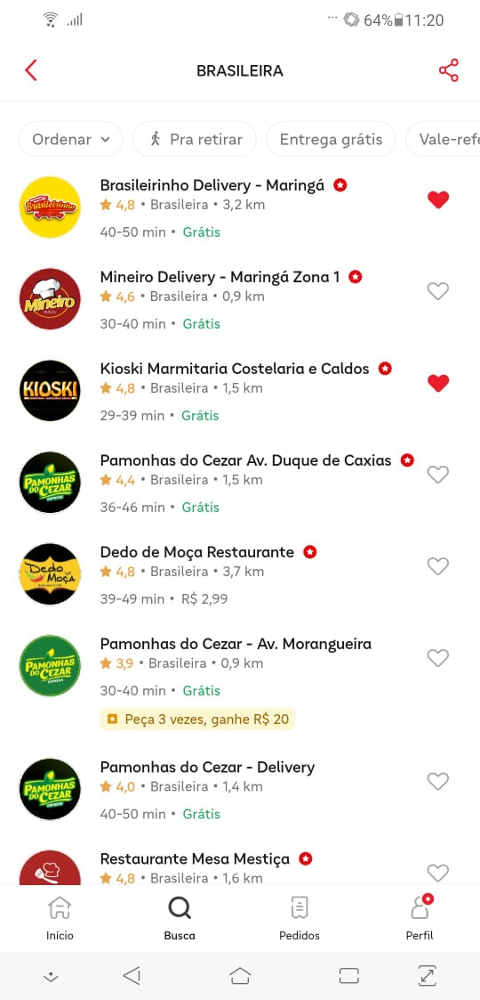 64% 11:20
BRASILEIRA
Ordenar
Pra retirar
Entrega grátis
Vale-refe
Brasileirinho
Brasileirinho Delivery - Maringá
4,8 • Brasileira • 3,2 km
40-50 min • Grátis
Mineiro
Mineiro Delivery - Maringá Zona 1
4,6 • Brasileira • 0,9 km
30-40 min • Grátis
KIOSKI
Kioski Marmitaria Costelaria e Caldos
4,8 • Brasileira • 1,5 km
29-39 min • Grátis
PAMONHAS
DO CEZAR
EXPRESS
Pamonhas do Cezar Av. Duque de Caxias
4,4 • Brasileira • 1,5 km
36-46 min • Grátis
Dedo
de Moça
Dedo de Moça Restaurante
4,8 • Brasileira • 3,7 km
39-49 min • R$ 2,99
PAMONHAS
DO CEZAR
EXPRESS
Pamonhas do Cezar - Av. Morangueira
3,9 • Brasileira • 0,9 km
30-40 min • Grátis
Peça 3 vezes, ganhe R$ 20
PAMONHAS
DO CEZAR
EXPRESS
Pamonhas do Cezar - Delivery
4,0 • Brasileira • 1,4 km
40-50 min • Grátis
Restaurante Mesa Mestiça
4,8 • Brasileira • 1,6 km
Início
Busca
Pedidos
Perfil